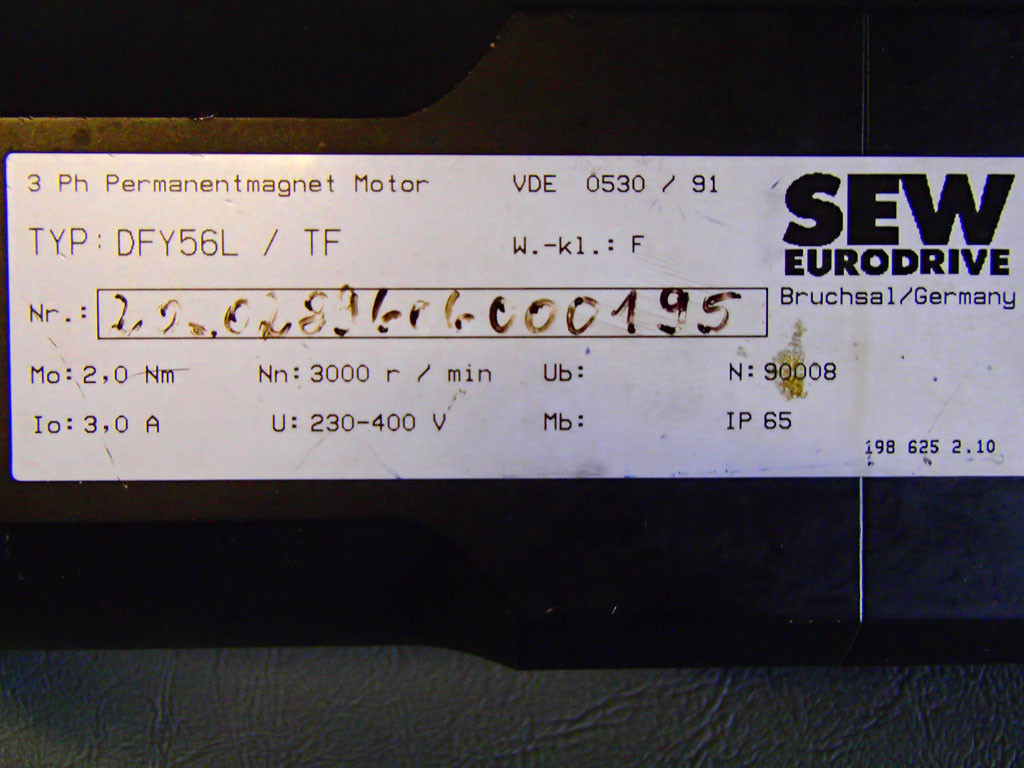 3 Ph Permanentmagnet Motor VDE 0530 / 91
SEW
EURODRIVE
Bruchsal/Germany
TYP: DFY56L / TF W.-kl.: F
Nr.:
Mo: 2,0 Nm Nn: 3000 r / min Ub: N: 90008
Io: 3,0 A U: 230-400 V Mb: IP 65
198 625 2.10